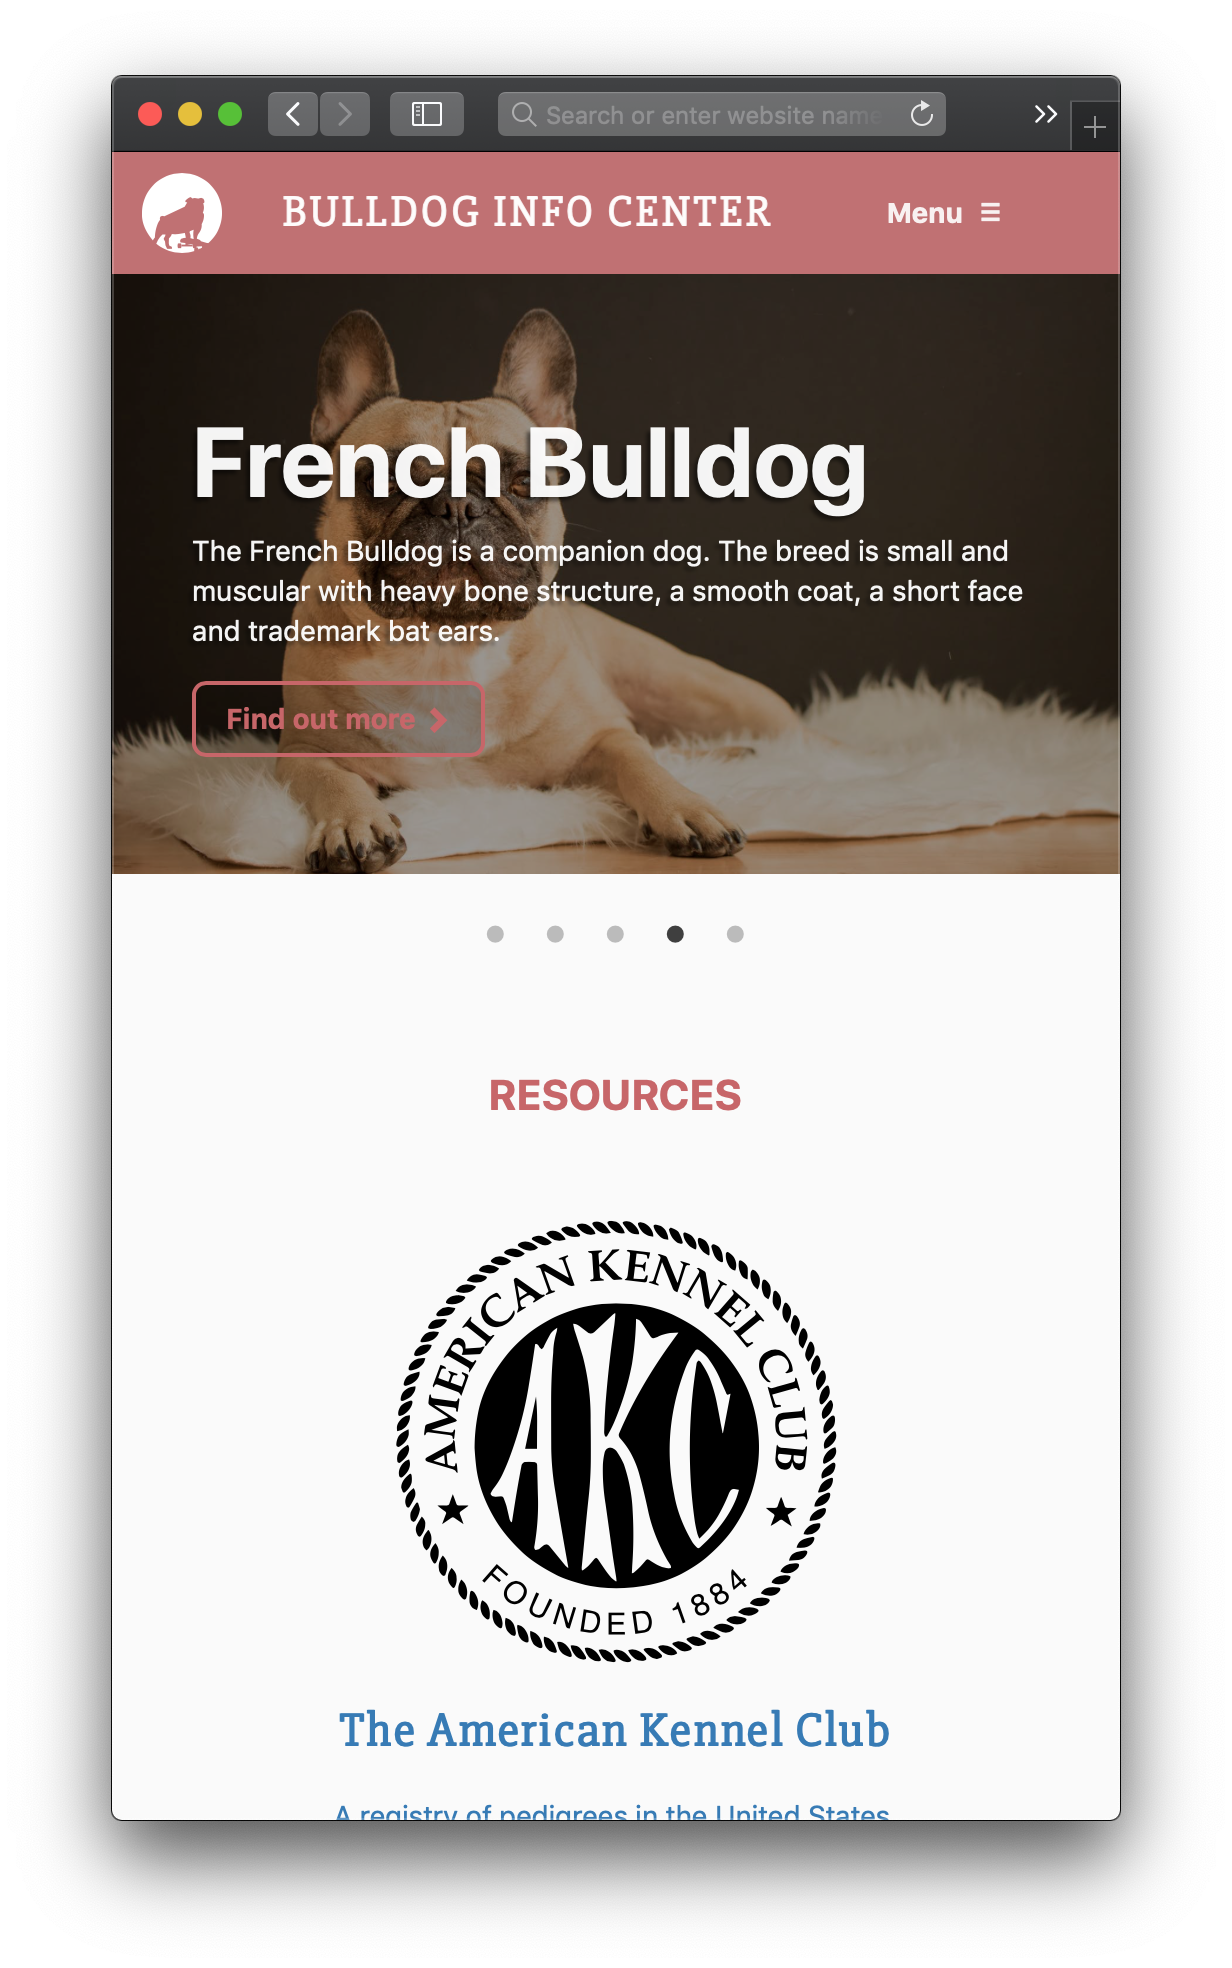 Search or enter website name
BULLDOG INFO CENTER
Menu
French Bulldog
The French Bulldog is a companion dog. The breed is small and
muscular with heavy bone structure, a smooth coat, a short face
and trademark bat ears.
Find out more
RESOURCES
AMERICAN KENNEL CLUB
AKC
FOUNDED 1884
The American Kennel Club
A registry of pedigrees in the United States